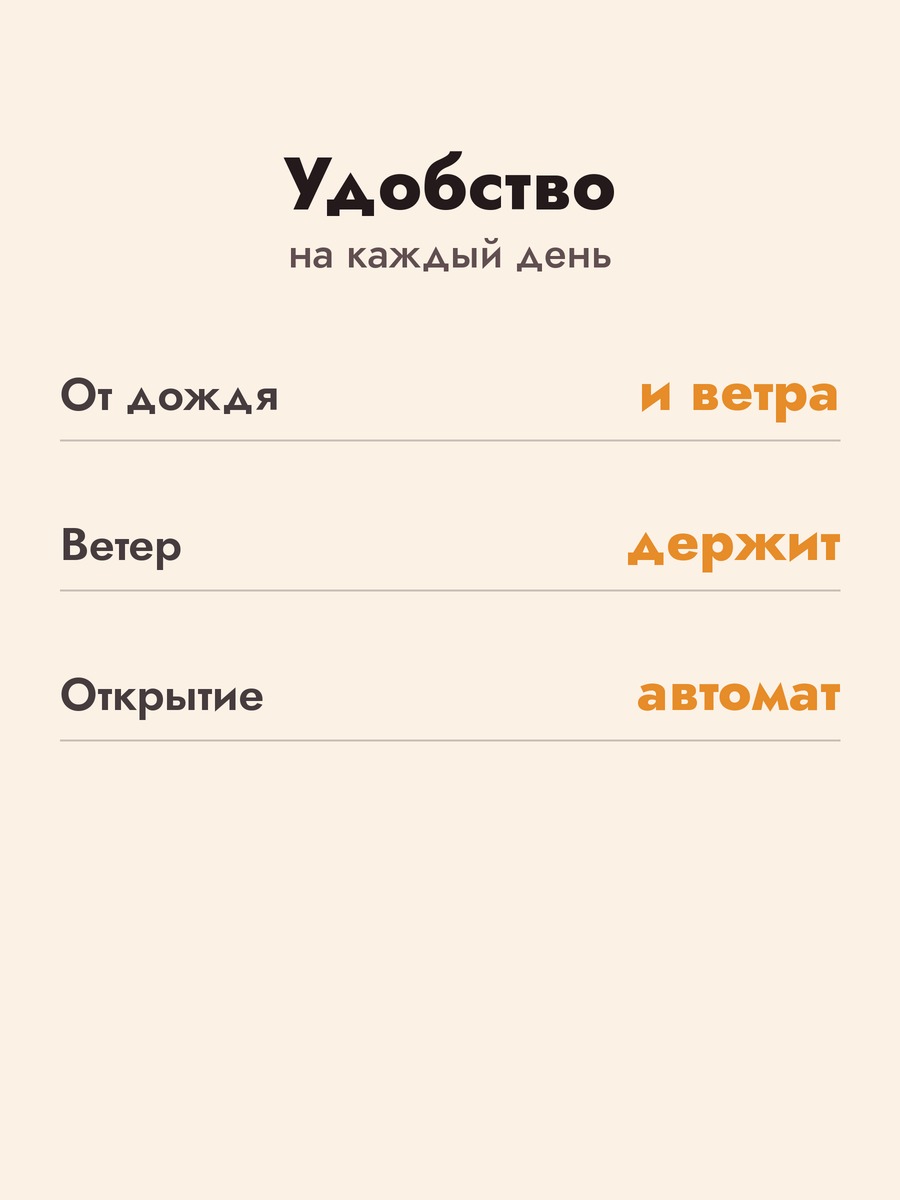 Удобство
на каждый день
От дождя и ветра
Ветер держит
Открытие автомат